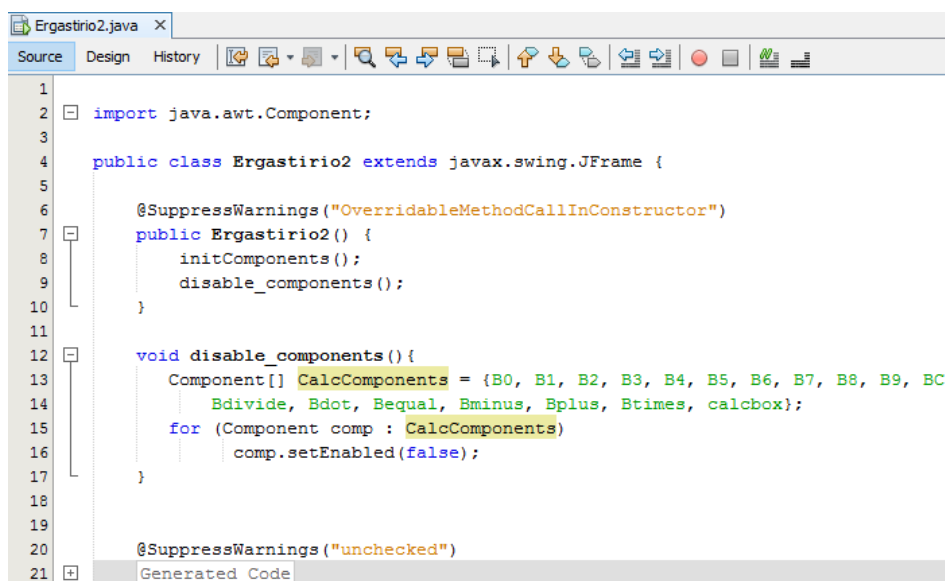 Ergastirio2.java
Source Design History
1
2 import java.awt.Component;
3
4 public class Ergastirio2 extends javax.swing.JFrame {
5
6 @SuppressWarnings("OverridableMethodCallInConstructor")
7 public Ergastirio2() {
8 initComponents();
9 disable_components();
10 }
11
12 void disable_components(){
13 Component[] CalcComponents = {B0, B1, B2, B3, B4, B5, B6, B7, B8, B9, BC
14 Bdivide, Bdot, Bequal, Bminus, Bplus, Btimes, calcbox};
15 for (Component comp : CalcComponents)
16 comp.setEnabled(false);
17 }
18
19
20 @SuppressWarnings("unchecked")
21 Generated Code